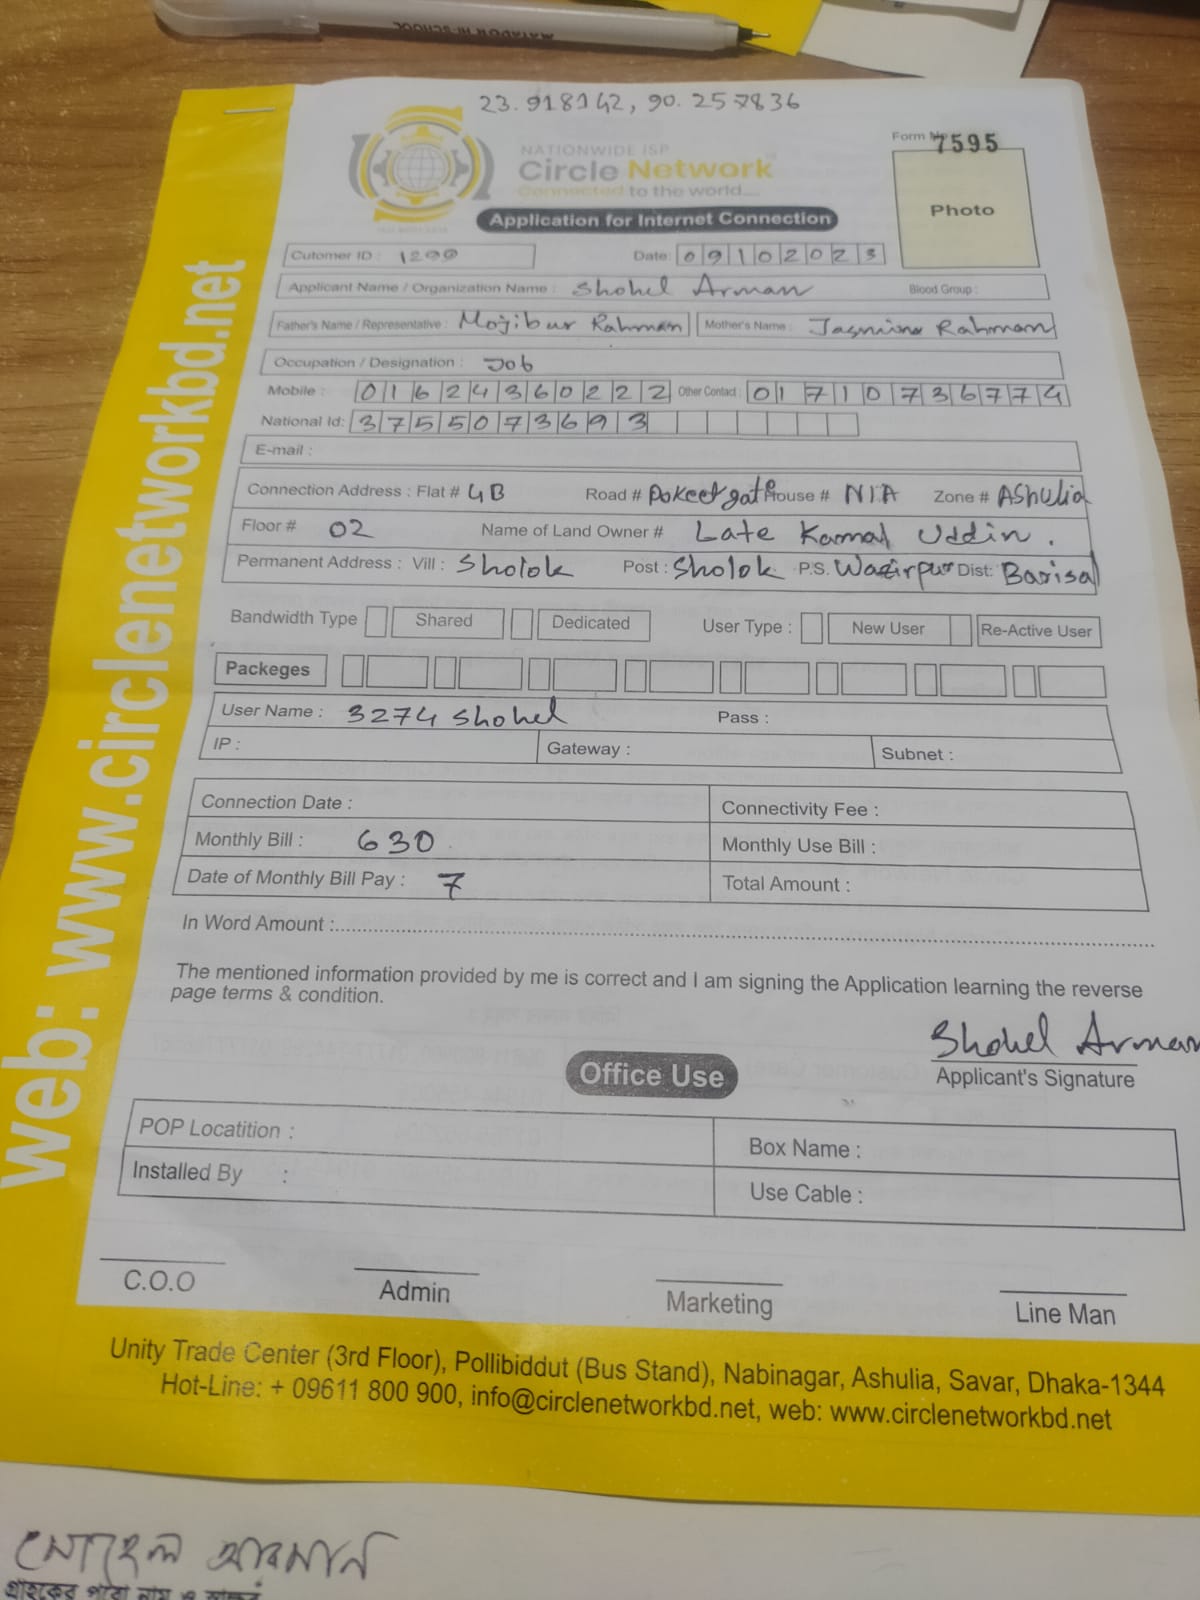 MATADOR HI SCHOOL
23.918142, 90.257836
Form No
7595
NATIONWIDE ISP
Circle Network
Connected to the world....
Photo
Application for Internet Connection
Cutomer ID : 1299
Date: 09102023
Applicant Name / Organization Name : Shohel Arman Blood Group :
Father's Name / Representative : Mojibur Rahman Mother's Name : Jasmine Rahman
Occupation / Designation : Job
Mobile : 01624360222 Other Contact : 01710736774
National Id: 3755073693
E-mail :
Connection Address : Flat # 4B Road # Pokeet gate House # N/A Zone # AShulia
Floor # 02 Name of Land Owner # Late Kamal Uddin.
Permanent Address : Vill : Sholok Post : Sholok P.S. Wazirpur Dist: Barisal
Bandwidth Type Shared Dedicated User Type : New User Re-Active User
Packeges
User Name : 3274 Shohel Pass :
IP : Gateway : Subnet :
Connection Date : Connectivity Fee :
Monthly Bill : 630 Monthly Use Bill :
Date of Monthly Bill Pay : 7 Total Amount :
In Word Amount :
The mentioned information provided by me is correct and I am signing the Application learning the reverse
page terms & condition.
Shohel Arman
Applicant's Signature
Office Use
POP Locatition : Box Name :
Installed By : Use Cable :
C.O.O Admin Marketing Line Man
Unity Trade Center (3rd Floor), Pollibiddut (Bus Stand), Nabinagar, Ashulia, Savar, Dhaka-1344
Hot-Line: + 09611 800 900, info@circlenetworkbd.net, web: www.circlenetworkbd.net
web: www.circlenetworkbd.net
সোহেল আরমান
গ্রাহকের পুরো নাম ও